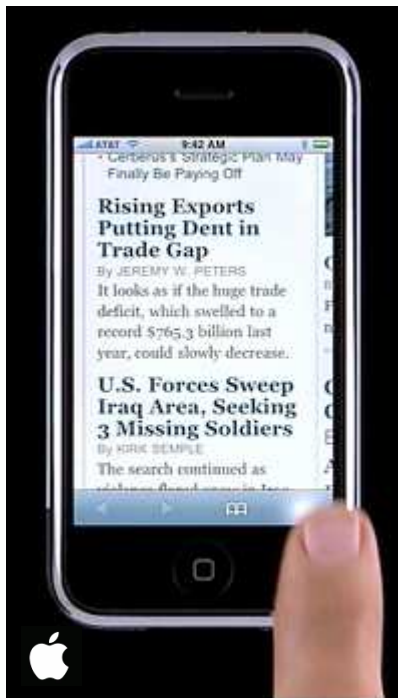 AT&T 9:42 AM
• Cerberus's Strategic Plan May
Finally Be Paying Off
Rising Exports
Putting Dent in
Trade Gap
By JEREMY W. PETERS
It looks as if the huge trade
deficit, which swelled to a
record $765.3 billion last
year, could slowly decrease.
U.S. Forces Sweep
Iraq Area, Seeking
3 Missing Soldiers
By KIRK SEMPLE
The search continued as